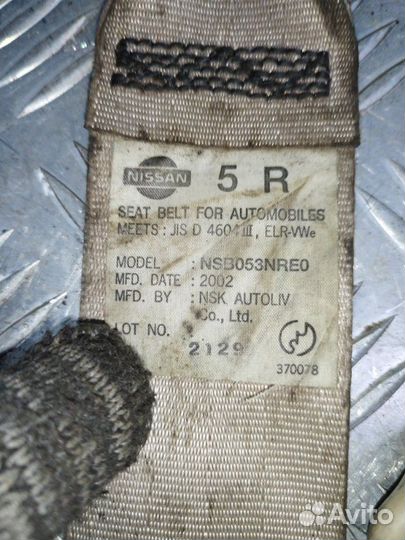 NISSAN 5 R
SEAT BELT FOR AUTOMOBILES
MEETS : JIS D 4604 III, ELR-VWe
MODEL : NSB053NRE0
MFD. DATE : 2002
MFD. BY : NSK AUTOLIV
Co., Ltd.
LOT NO.
2129
370078
Avito